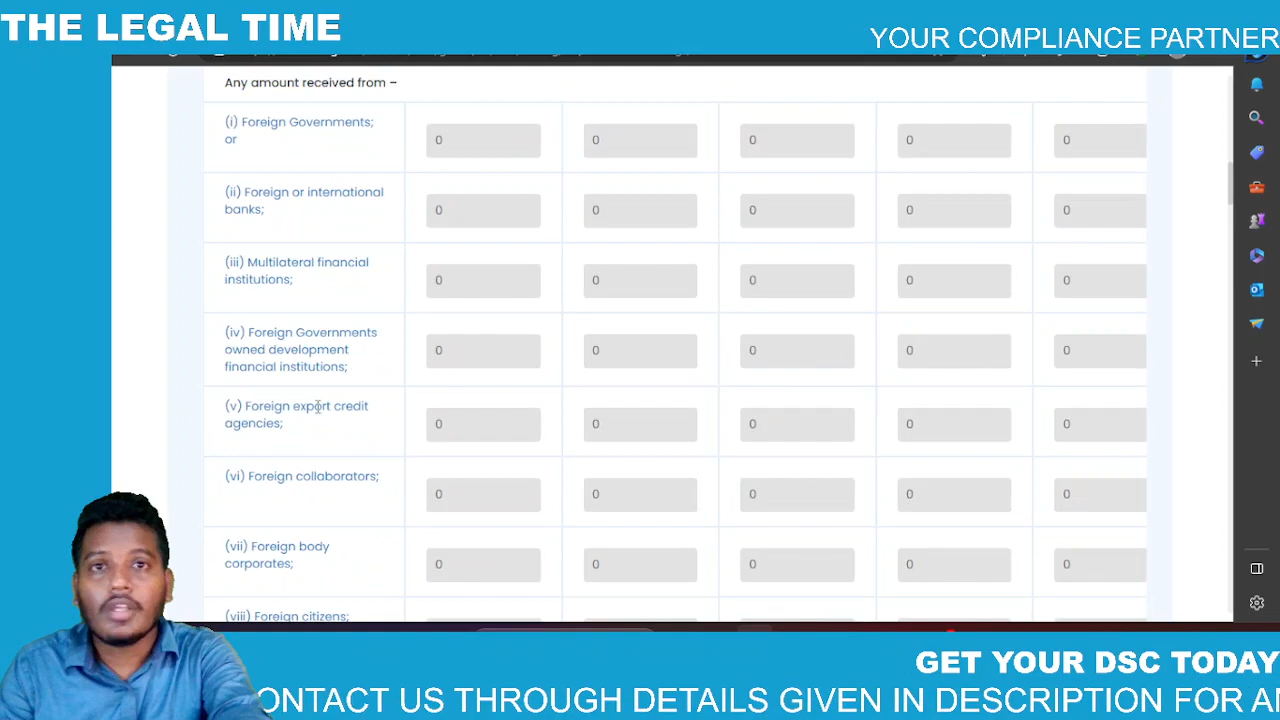 THE LEGAL TIME
YOUR COMPLIANCE PARTNER
Any amount received from –
(i) Foreign Governments;
or
0 0 0 0 0
(ii) Foreign or international
banks;
0 0 0 0 0
(iii) Multilateral financial
institutions;
0 0 0 0 0
(iv) Foreign Governments
owned development
financial institutions;
0 0 0 0 0
(v) Foreign export credit
agencies;
0 0 0 0 0
(vi) Foreign collaborators;
0 0 0 0 0
(vii) Foreign body
corporates;
0 0 0 0 0
(viii) Foreign citizens;
GET YOUR DSC TODAY
ONTACT US THROUGH DETAILS GIVEN IN DESCRIPTION FOR A